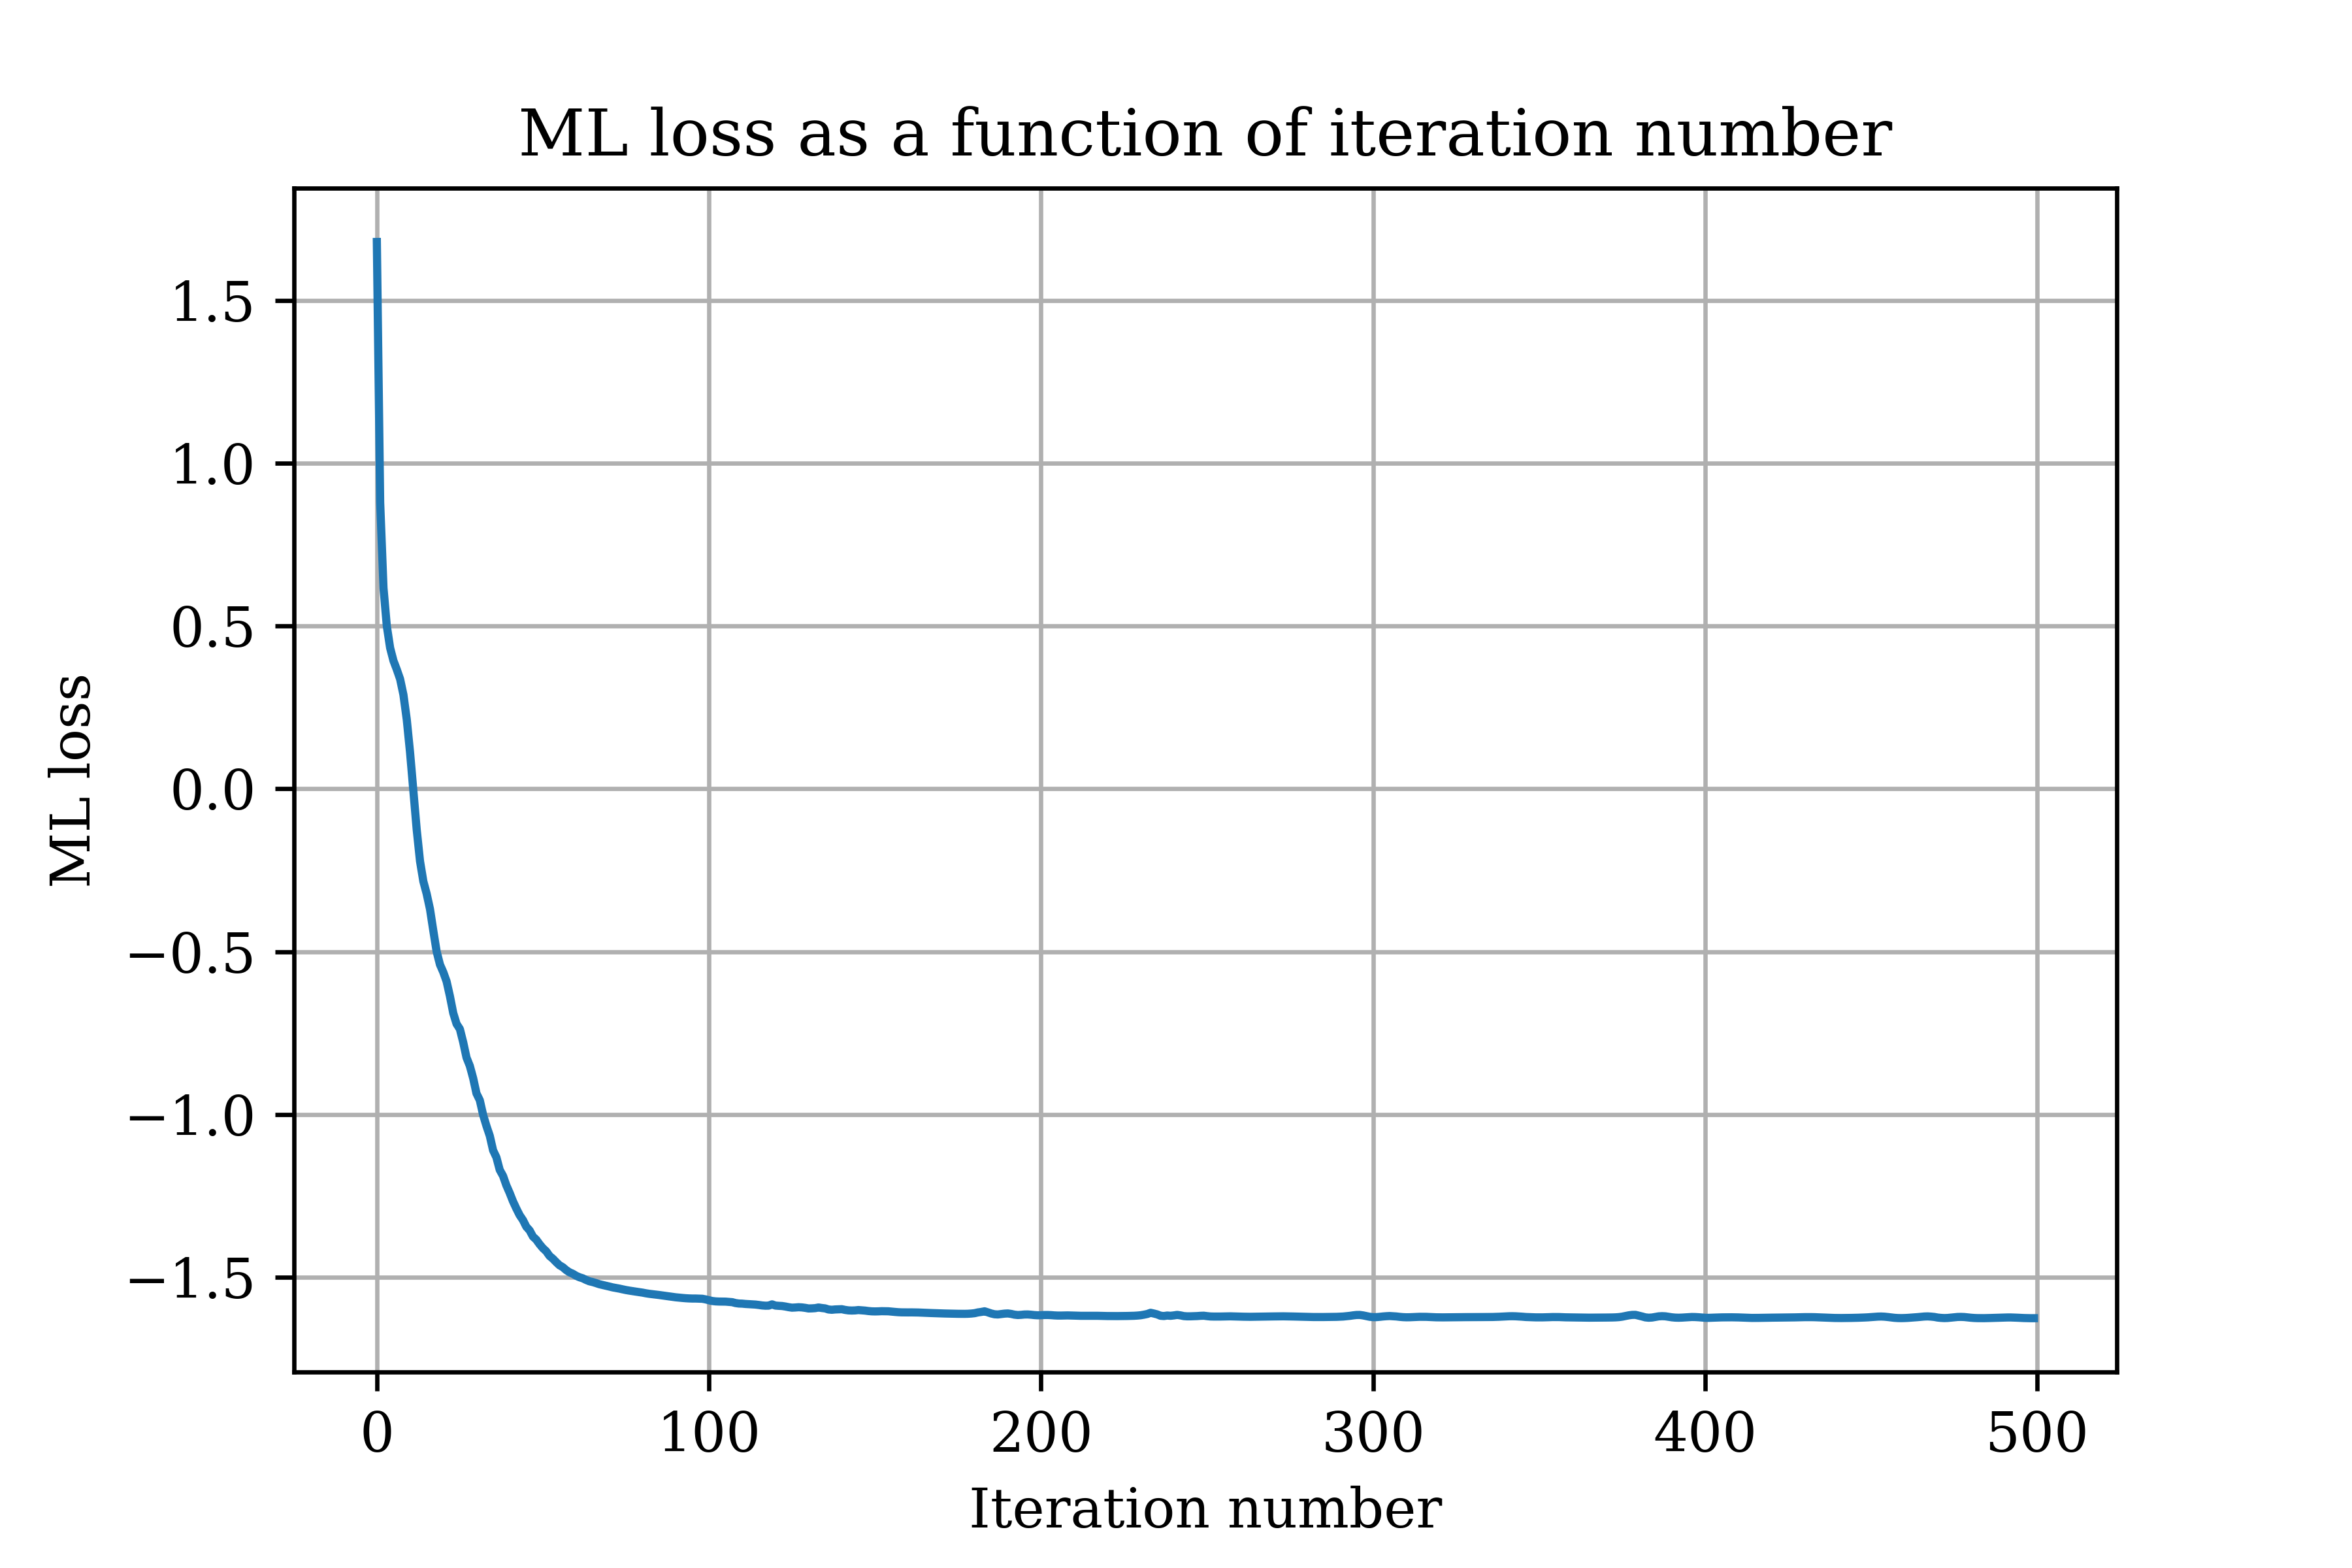 ML loss as a function of iteration number
1.5
1.0
0.5
0.0
−0.5
−1.0
−1.5
ML loss
0 100 200 300 400 500
Iteration number